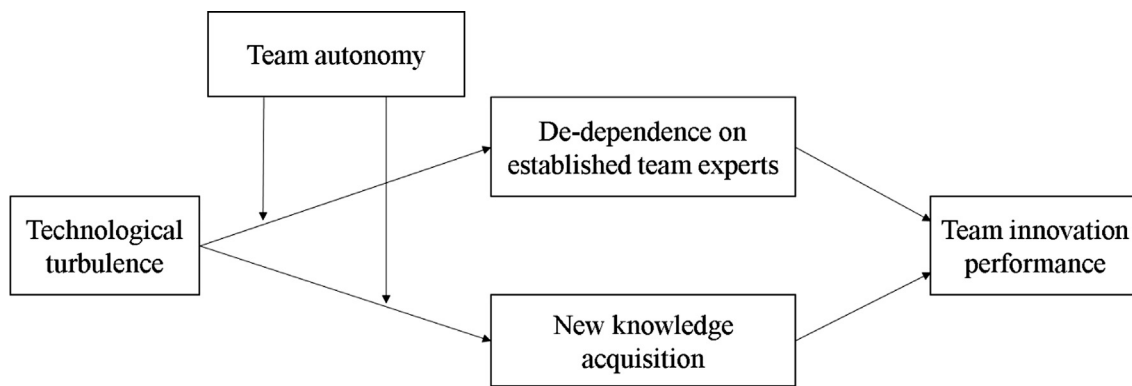 Team autonomy
De-dependence on
established team experts
Technological
turbulence
Team innovation
performance
New knowledge
acquisition